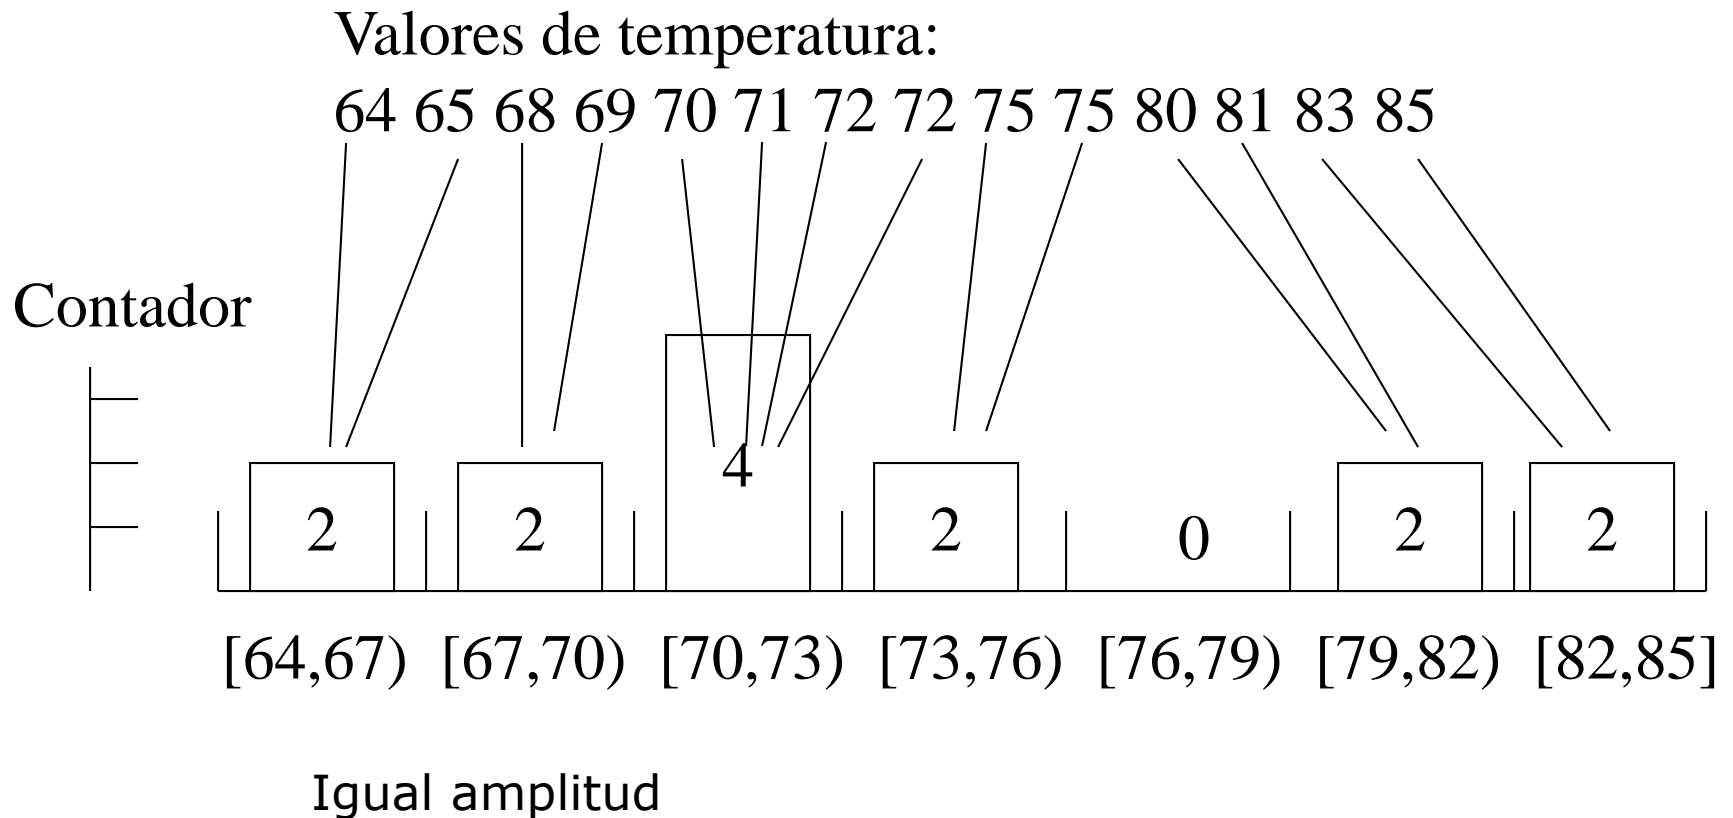 Valores de temperatura:
64 65 68 69 70 71 72 72 75 75 80 81 83 85
Contador
4
2 2 2 0 2 2
[64,67) [67,70) [70,73) [73,76) [76,79) [79,82) [82,85]
Igual amplitud